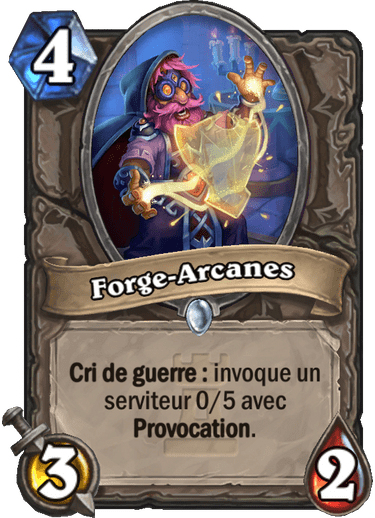 4
Forge-Arcanes
Cri de guerre : invoque un
serviteur 0/5 avec
Provocation.
3
2